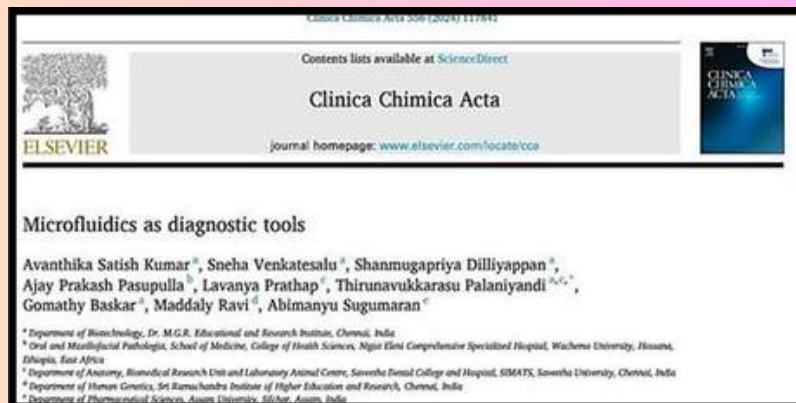 Clinica Chimica Acta 556 (2024) 117841
Contents lists available at ScienceDirect
Clinica Chimica Acta
journal homepage: www.elsevier.com/locate/cca
ELSEVIER
CLINICA
CHIMICA
ACTA
Microfluidics as diagnostic tools
Avanthika Satish Kumar a, Sneha Venkatesalu a, Shanmugapriya Dilliyappan a,
Ajay Prakash Pasupulla b, Lavanya Prathap c, Thirunavukkarasu Palaniyandi a,c,*,
Gomathy Baskar a, Maddaly Ravi d, Abimanyu Sugumaran e
a Department of Biotechnology, Dr. M.G.R. Educational and Research Institute, Chennai, India
b Oral and Maxillofacial Pathologist, School of Medicine, College of Health Sciences, Nigist Eleni Comprehensive Specialized Hospital, Wachemo University, Hossana,
Ethiopia, East Africa
c Department of Anatomy, Biomedical Research Unit and Laboratory Animal Centre, Saveetha Dental College and Hospital, SIMATS, Saveetha University, Chennai, India
d Department of Human Genetics, Sri Ramachandra Institute of Higher Education and Research, Chennai, India
e Department of Pharmaceutical Sciences, Assam University, Silchar, Assam, India